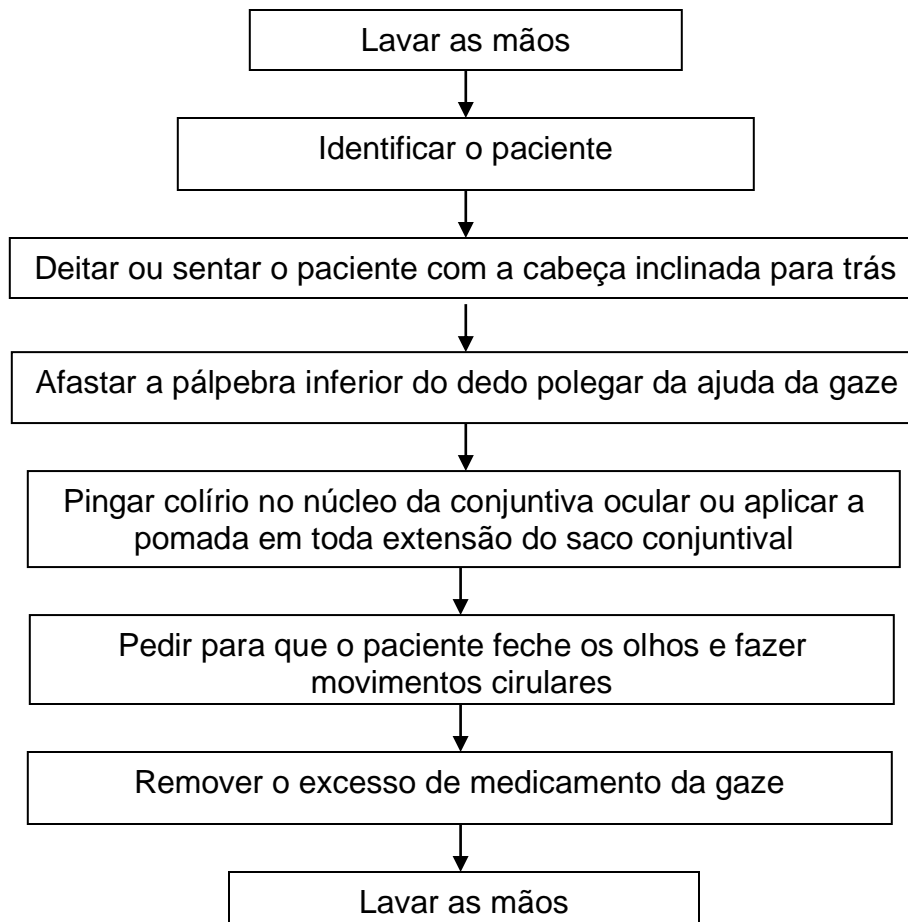 Lavar as mãos
Identificar o paciente
Deitar ou sentar o paciente com a cabeça inclinada para trás
Afastar a pálpebra inferior do dedo polegar da ajuda da gaze
Pingar colírio no núcleo da conjuntiva ocular ou aplicar a
pomada em toda extensão do saco conjuntival
Pedir para que o paciente feche os olhos e fazer
movimentos cirulares
Remover o excesso de medicamento da gaze
Lavar as mãos